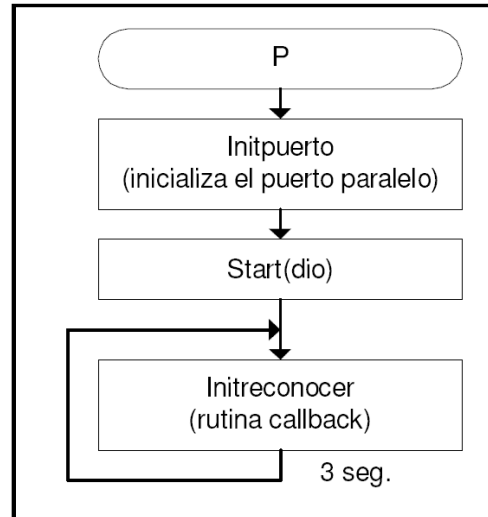 P
Initpuerto
(inicializa el puerto paralelo)
Start(dio)
Initreconocer
(rutina callback)
3 seg.